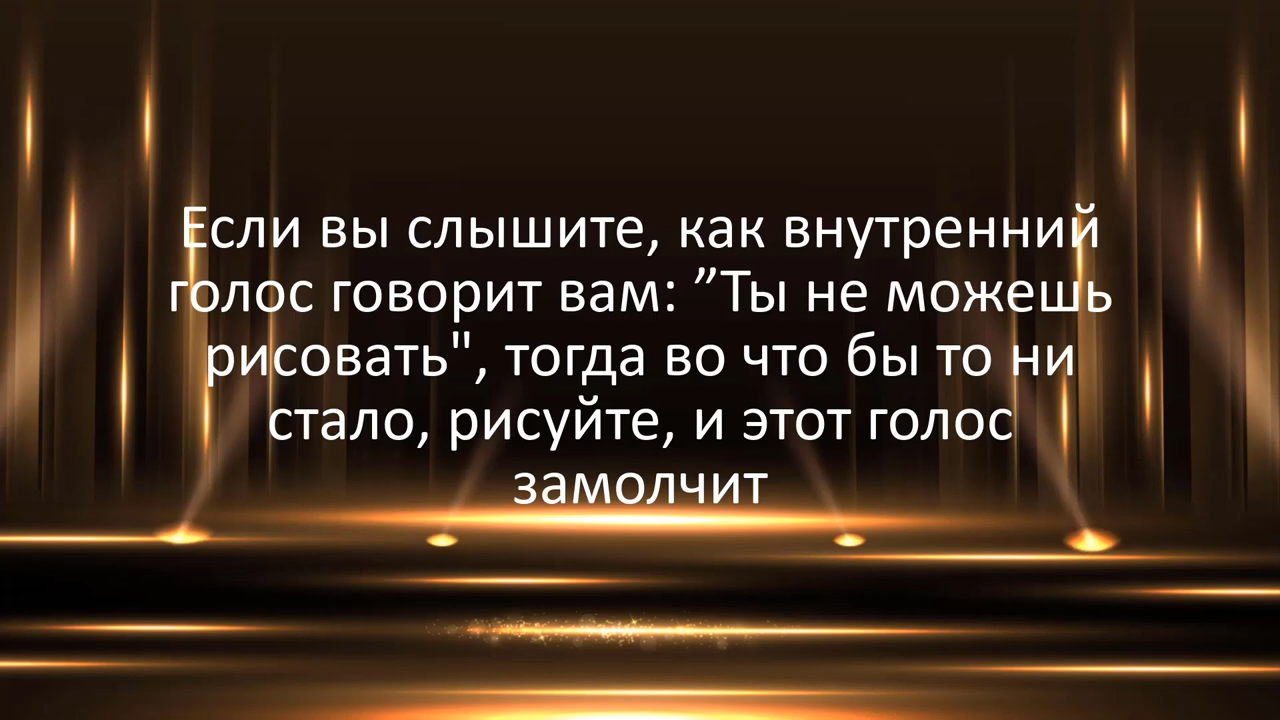 Если вы слышите, как внутренний
голос говорит вам: ”Ты не можешь
рисовать", тогда во что бы то ни
стало, рисуйте, и этот голос
замолчит